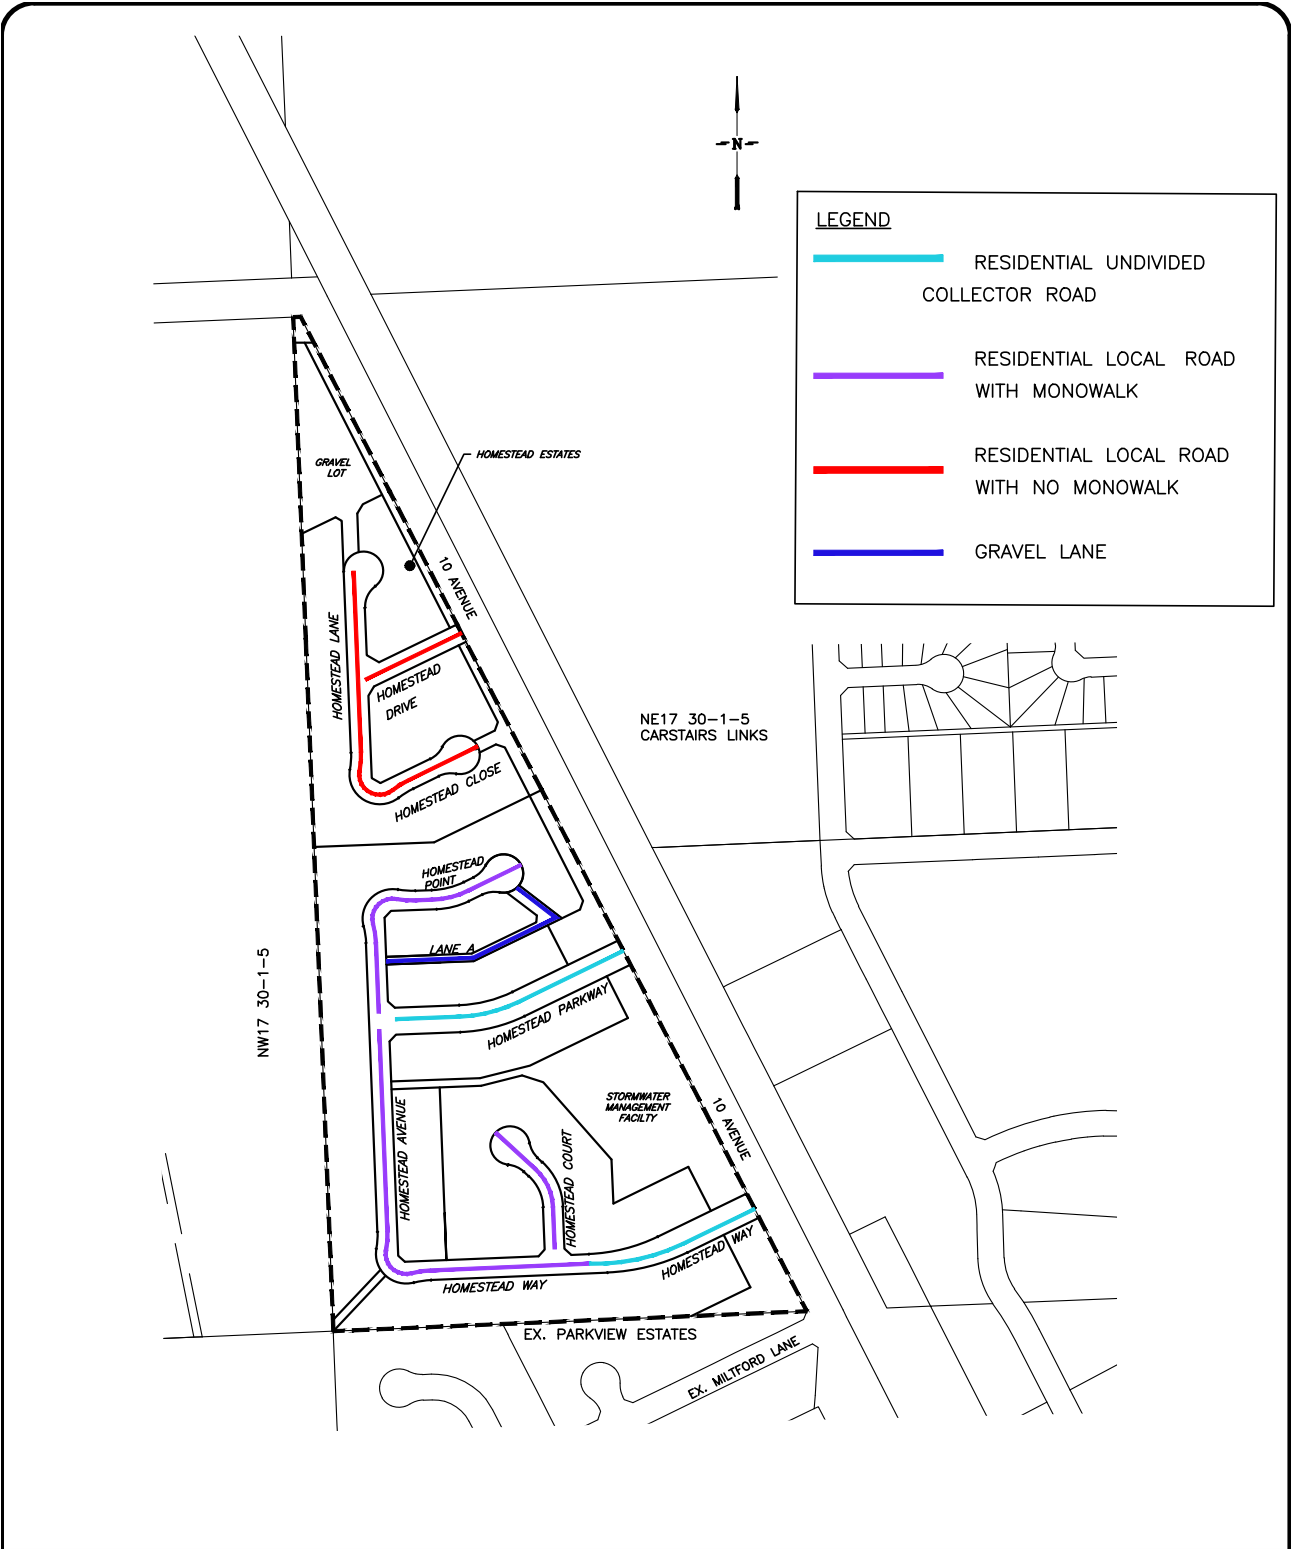 N
LEGEND
RESIDENTIAL UNDIVIDED
COLLECTOR ROAD
RESIDENTIAL LOCAL ROAD
WITH MONOWALK
RESIDENTIAL LOCAL ROAD
WITH NO MONOWALK
GRAVEL LANE
HOMESTEAD ESTATES
GRAVEL
LOT
10 AVENUE
HOMESTEAD LANE
HOMESTEAD
DRIVE
NE17 30-1-5
CARSTAIRS LINKS
HOMESTEAD CLOSE
HOMESTEAD
POINT
LANE A
NW17 30-1-5
HOMESTEAD PARKWAY
STORMWATER
MANAGEMENT
FACILTY
10 AVENUE
HOMESTEAD AVENUE
HOMESTEAD COURT
HOMESTEAD WAY
HOMESTEAD WAY
EX. PARKVIEW ESTATES
EX. MILTFORD LANE